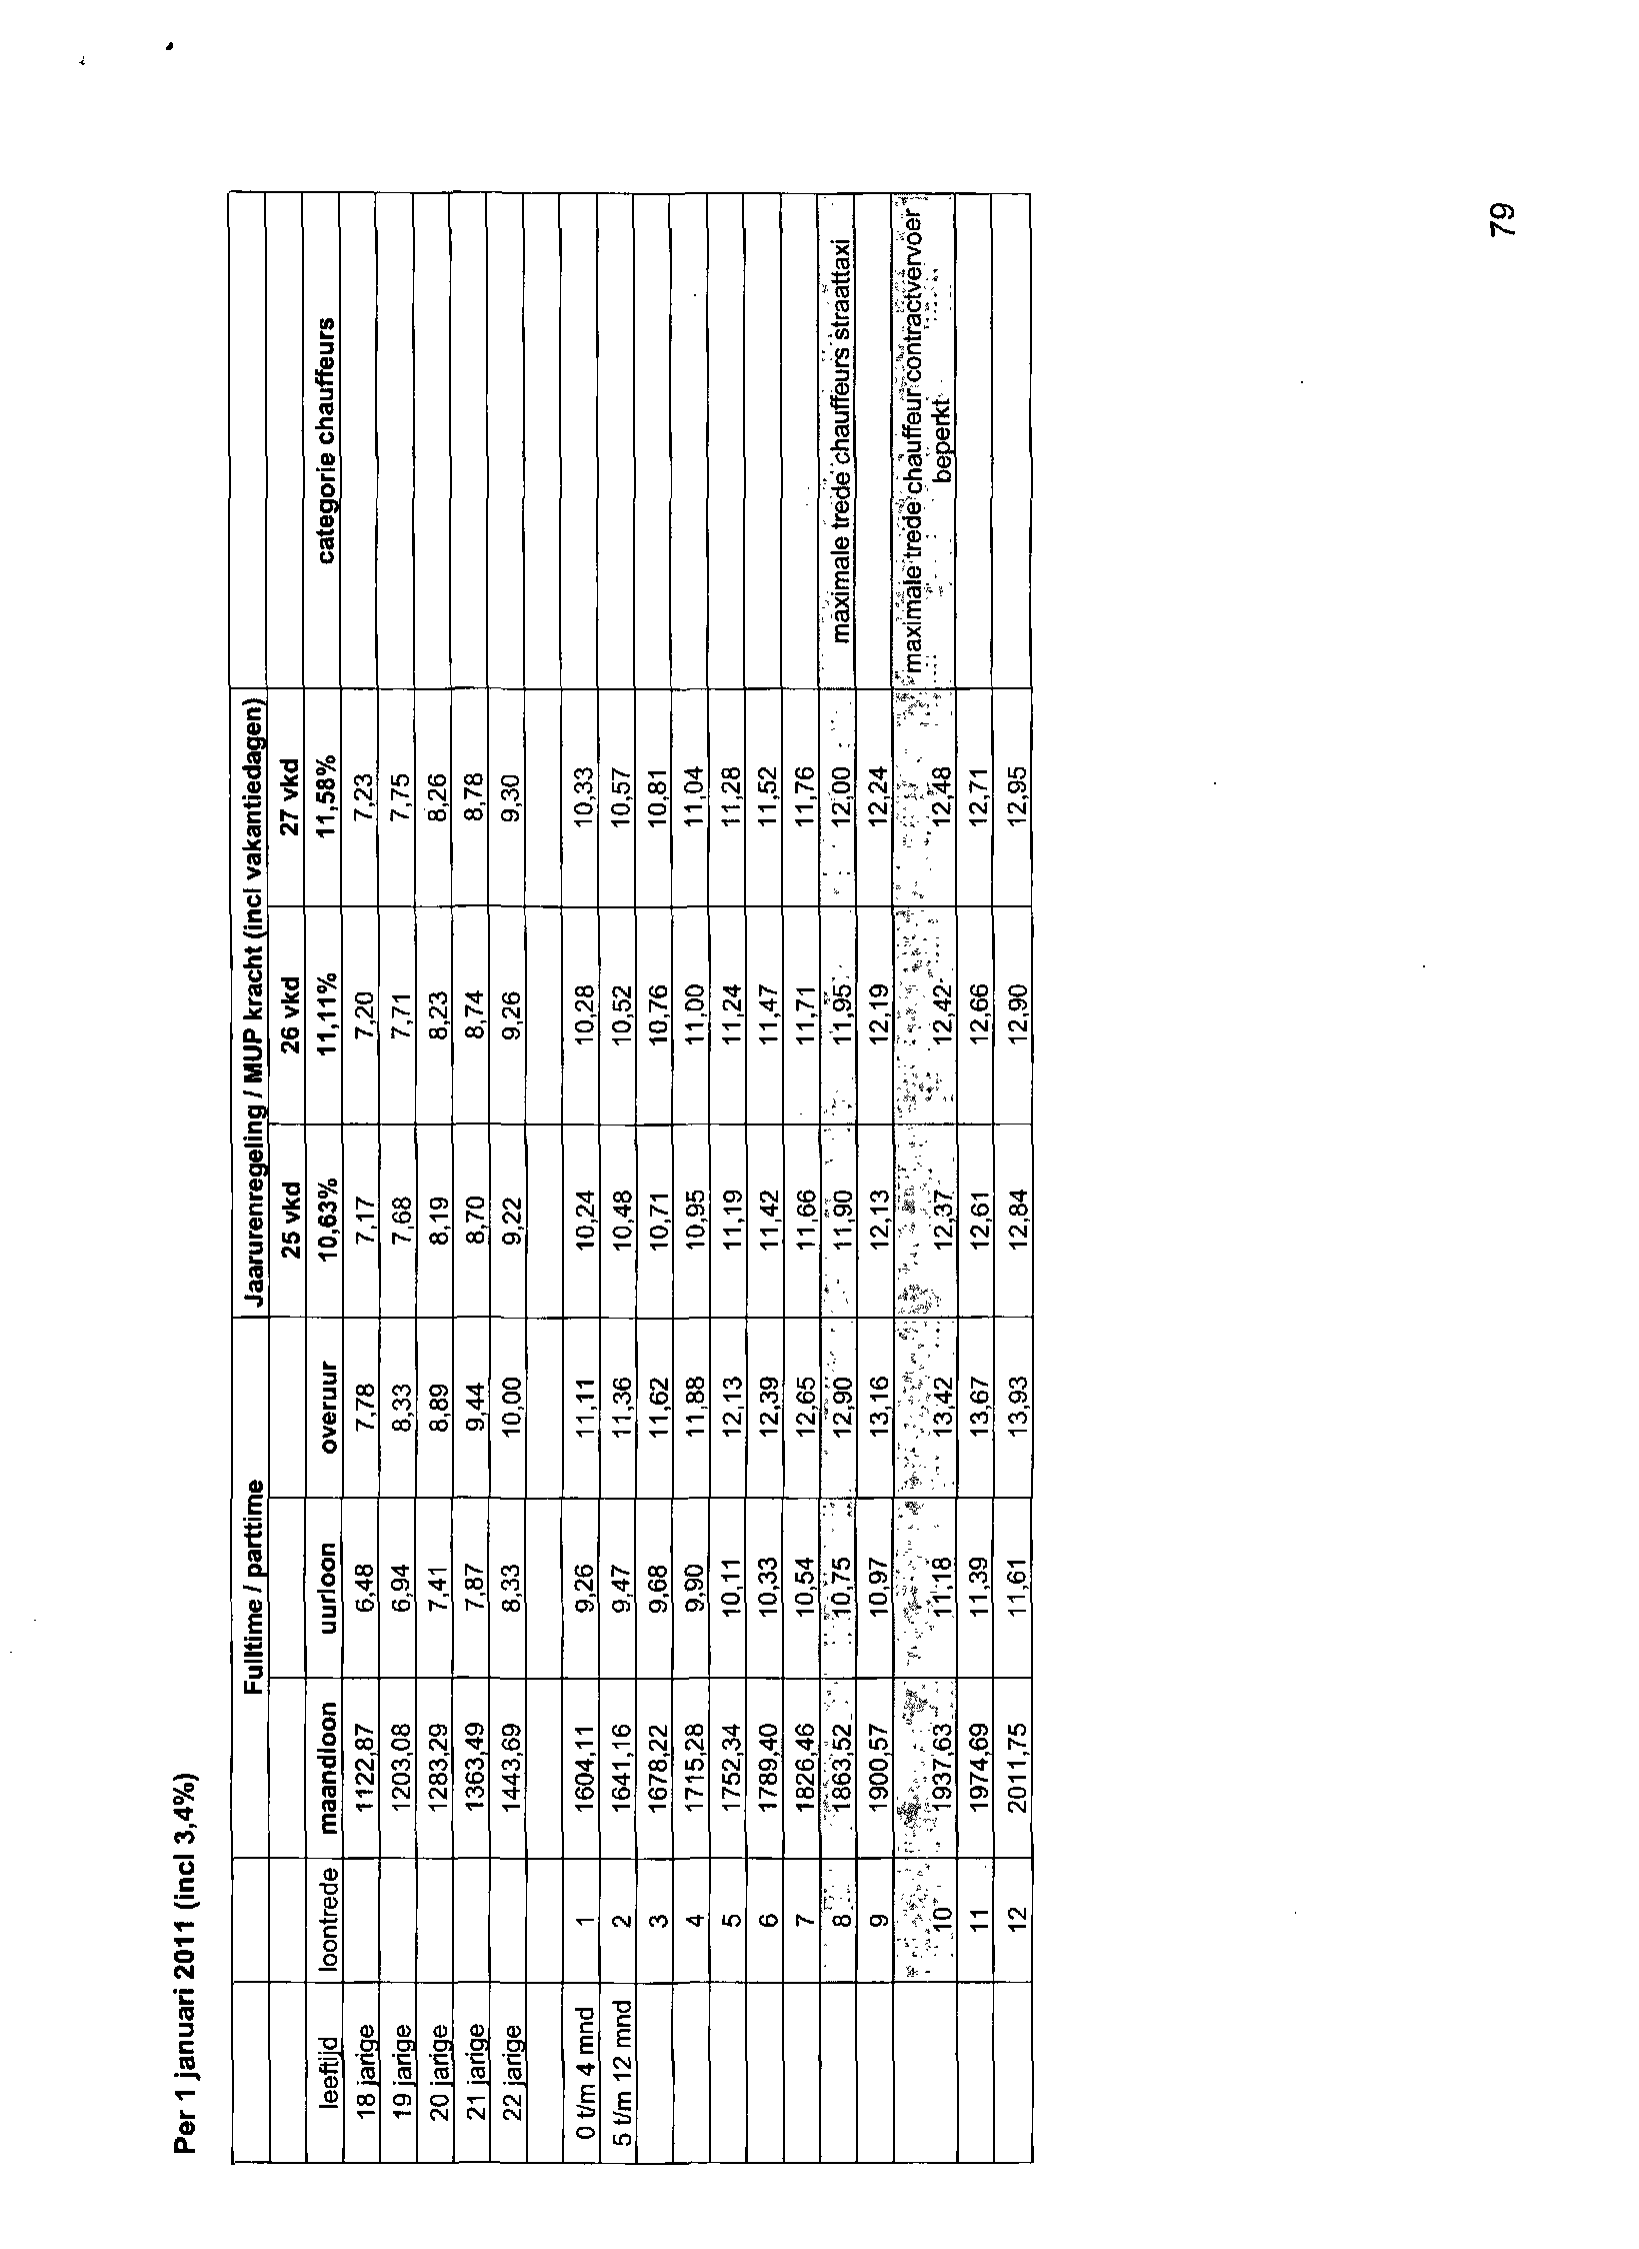 Per 1 januari 2011 (incl 3,4%)
Fulltime / parttime Jaarurenregeling / MUP kracht (incl vakantiedagen)
25 vkd 26 vkd 27 vkd
leeftijd loontrede maandloon uurloon overuur 10,63% 11,11% 11,58% categorie chauffeurs
18 jarige 1122,87 6,48 7,78 7,17 7,20 7,23
19 jarige 1203,08 6,94 8,33 7,68 7,71 7,75
20 jarige 1283,29 7,41 8,89 8,19 8,23 8,26
21 jarige 1363,49 7,87 9,44 8,70 8,74 8,78
22 jarige 1443,69 8,33 10,00 9,22 9,26 9,30
0 t/m 4 mnd 1 1604,11 9,26 11,11 10,24 10,28 10,33
5 t/m 12 mnd 2 1641,16 9,47 11,36 10,48 10,52 10,57
3 1678,22 9,68 11,62 10,71 10,76 10,81
4 1715,28 9,90 11,88 10,95 11,00 11,04
5 1752,34 10,11 12,13 11,19 11,24 11,28
6 1789,40 10,33 12,39 11,42 11,47 11,52
7 1826,46 10,54 12,65 11,66 11,71 11,76
8 1863,52 10,75 12,90 11,90 11,95 12,00 maximale trede chauffeurs straattaxi
9 1900,57 10,97 13,16 12,13 12,19 12,24
maximale trede chauffeur contractvervoer
10 1937,63 11,18 13,42 12,37 12,42 12,48 beperkt
11 1974,69 11,39 13,67 12,61 12,66 12,71
12 2011,75 11,61 13,93 12,84 12,90 12,95
79